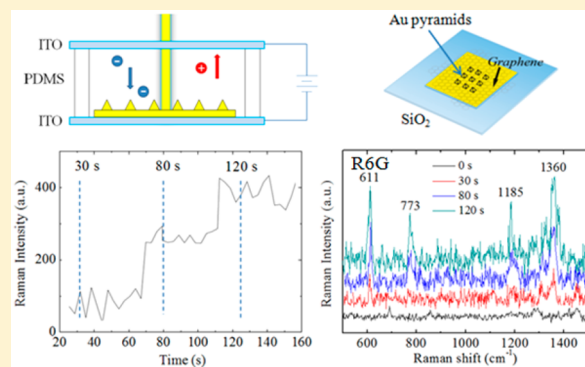 ITO
PDMS
ITO
Au pyramids
Graphene
SiO2
30 s
80 s
120 s
400
200
0
Raman Intensity (a.u.)
20 40 60 80 100 120 140 160
Time (s)
R6G
0 s
30 s
80 s
120 s
611
773
1185
1360
Raman Intensity (a.u.)
600 800 1000 1200 1400
Raman shift (cm-1)